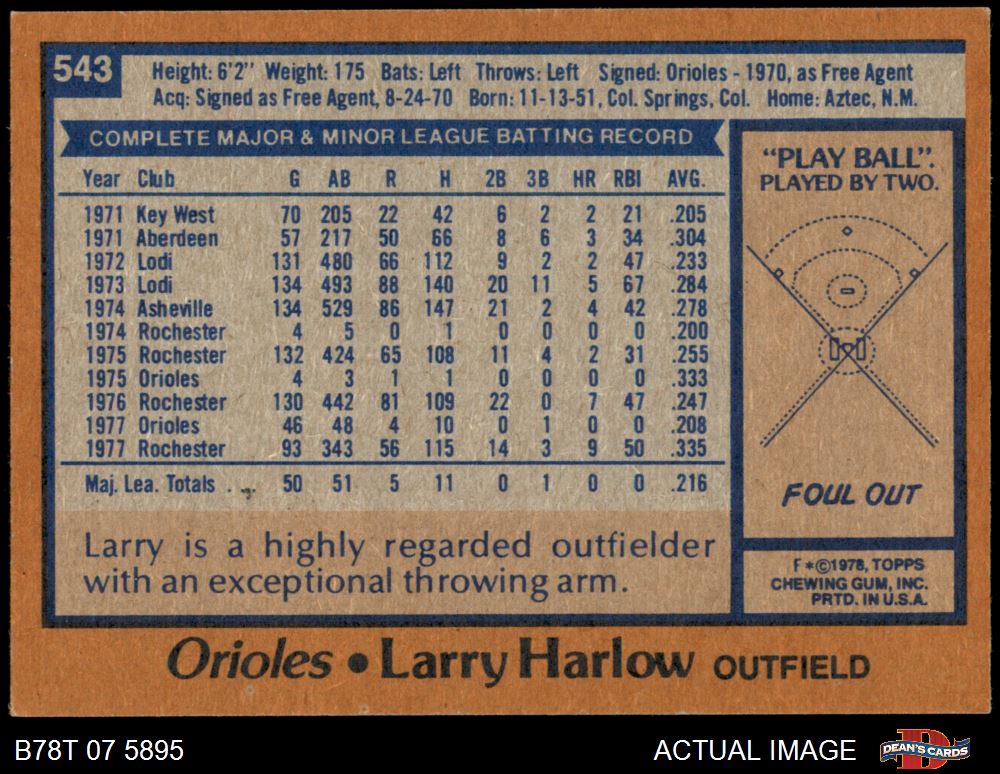 543
Height: 6'2" Weight: 175 Bats: Left Throws: Left Signed: Orioles - 1970, as Free Agent
Acq: Signed as Free Agent, 8-24-70 Born: 11-13-51, Col. Springs, Col. Home: Aztec, N.M.
COMPLETE MAJOR & MINOR LEAGUE BATTING RECORD
Year Club G AB R H 2B 3B HR RBI AVG.
1971 Key West 70 205 22 42 6 2 2 21 .205
1971 Aberdeen 57 217 50 66 8 6 3 34 .304
1972 Lodi 131 480 66 112 9 2 2 47 .233
1973 Lodi 134 493 88 140 20 11 5 67 .284
1974 Asheville 134 529 86 147 21 2 4 42 .278
1974 Rochester 4 5 0 1 0 0 0 0 .200
1975 Rochester 132 424 65 108 11 4 2 31 .255
1975 Orioles 4 3 1 1 0 0 0 0 .333
1976 Rochester 130 442 81 109 22 0 7 47 .247
1977 Orioles 46 48 4 10 0 1 0 0 .208
1977 Rochester 93 343 56 115 14 3 9 50 .335
Maj. Lea. Totals . . 50 51 5 11 0 1 0 0 .216
Larry is a highly regarded outfielder
with an exceptional throwing arm.
"PLAY BALL".
PLAYED BY TWO.
FOUL OUT
F*©1978, TOPPS
CHEWING GUM, INC.
PRTD. IN U.S.A.
Orioles • Larry Harlow OUTFIELD
B78T 07 5895
ACTUAL IMAGE
DEAN'S CARDS